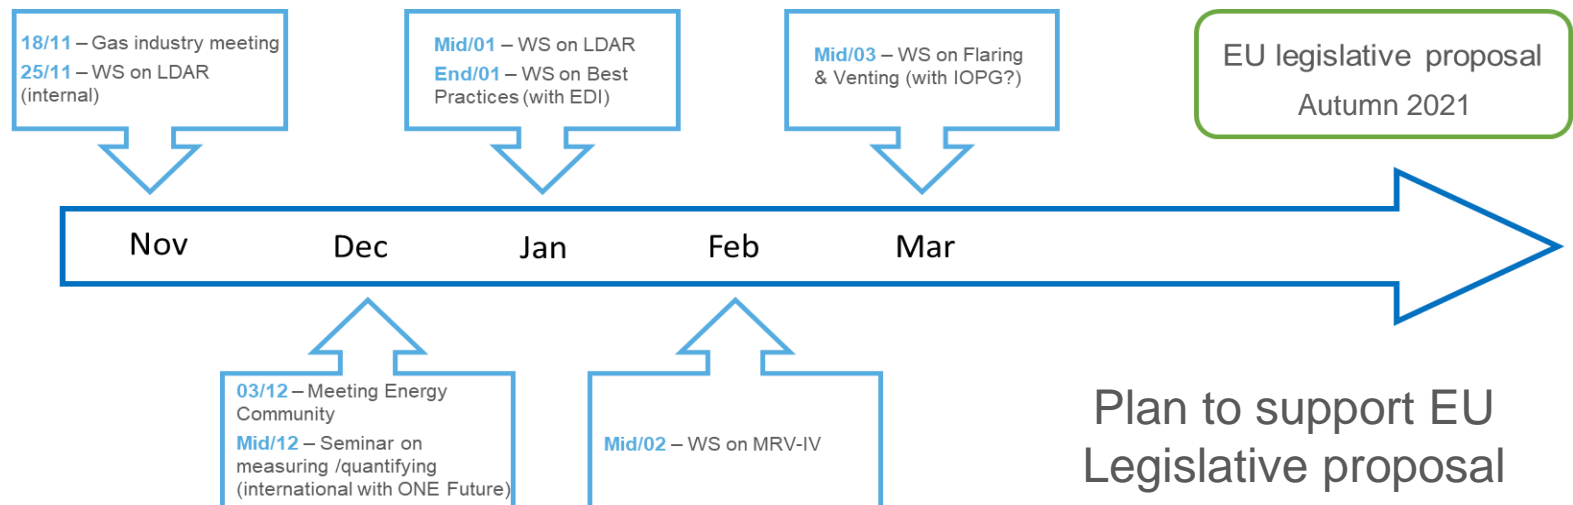 18/11 – Gas industry meeting
25/11 – WS on LDAR
(internal)
Mid/01 – WS on LDAR
End/01 – WS on Best
Practices (with EDI)
Mid/03 – WS on Flaring
& Venting (with IOPG?)
EU legislative proposal
Autumn 2021
Nov
Dec
Jan
Feb
Mar
03/12 – Meeting Energy
Community
Mid/12 – Seminar on
measuring /quantifying
(international with ONE Future)
Mid/02 – WS on MRV-IV
Plan to support EU
Legislative proposal